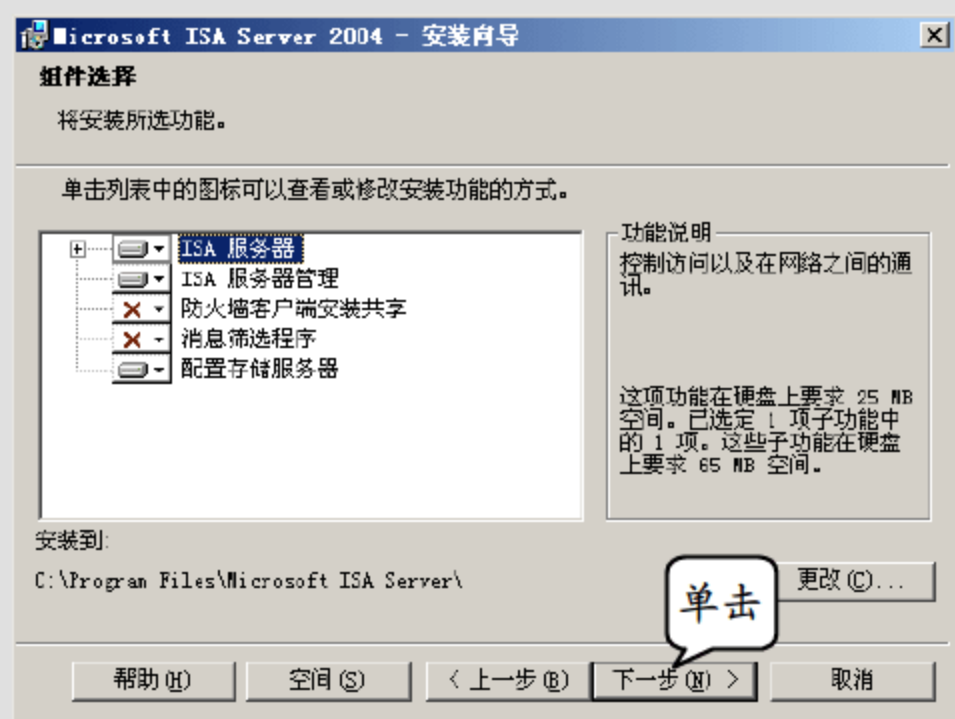 Microsoft ISA Server 2004 - 安装向导
组件选择
将安装所选功能。
单击列表中的图标可以查看或修改安装功能的方式。
ISA 服务器
ISA 服务器管理
防火墙客户端安装共享
消息筛选程序
配置存储服务器
功能说明
控制访问以及在网络之间的通
讯。
这项功能在硬盘上要求 25 MB
空间。已选定 1 项子功能中
的 1 项。这些子功能在硬盘
上要求 65 MB 空间。
安装到:
C:\Program Files\Microsoft ISA Server\
更改(C)...
单击
帮助(H)
空间(S)
< 上一步(B)
下一步(N) >
取消